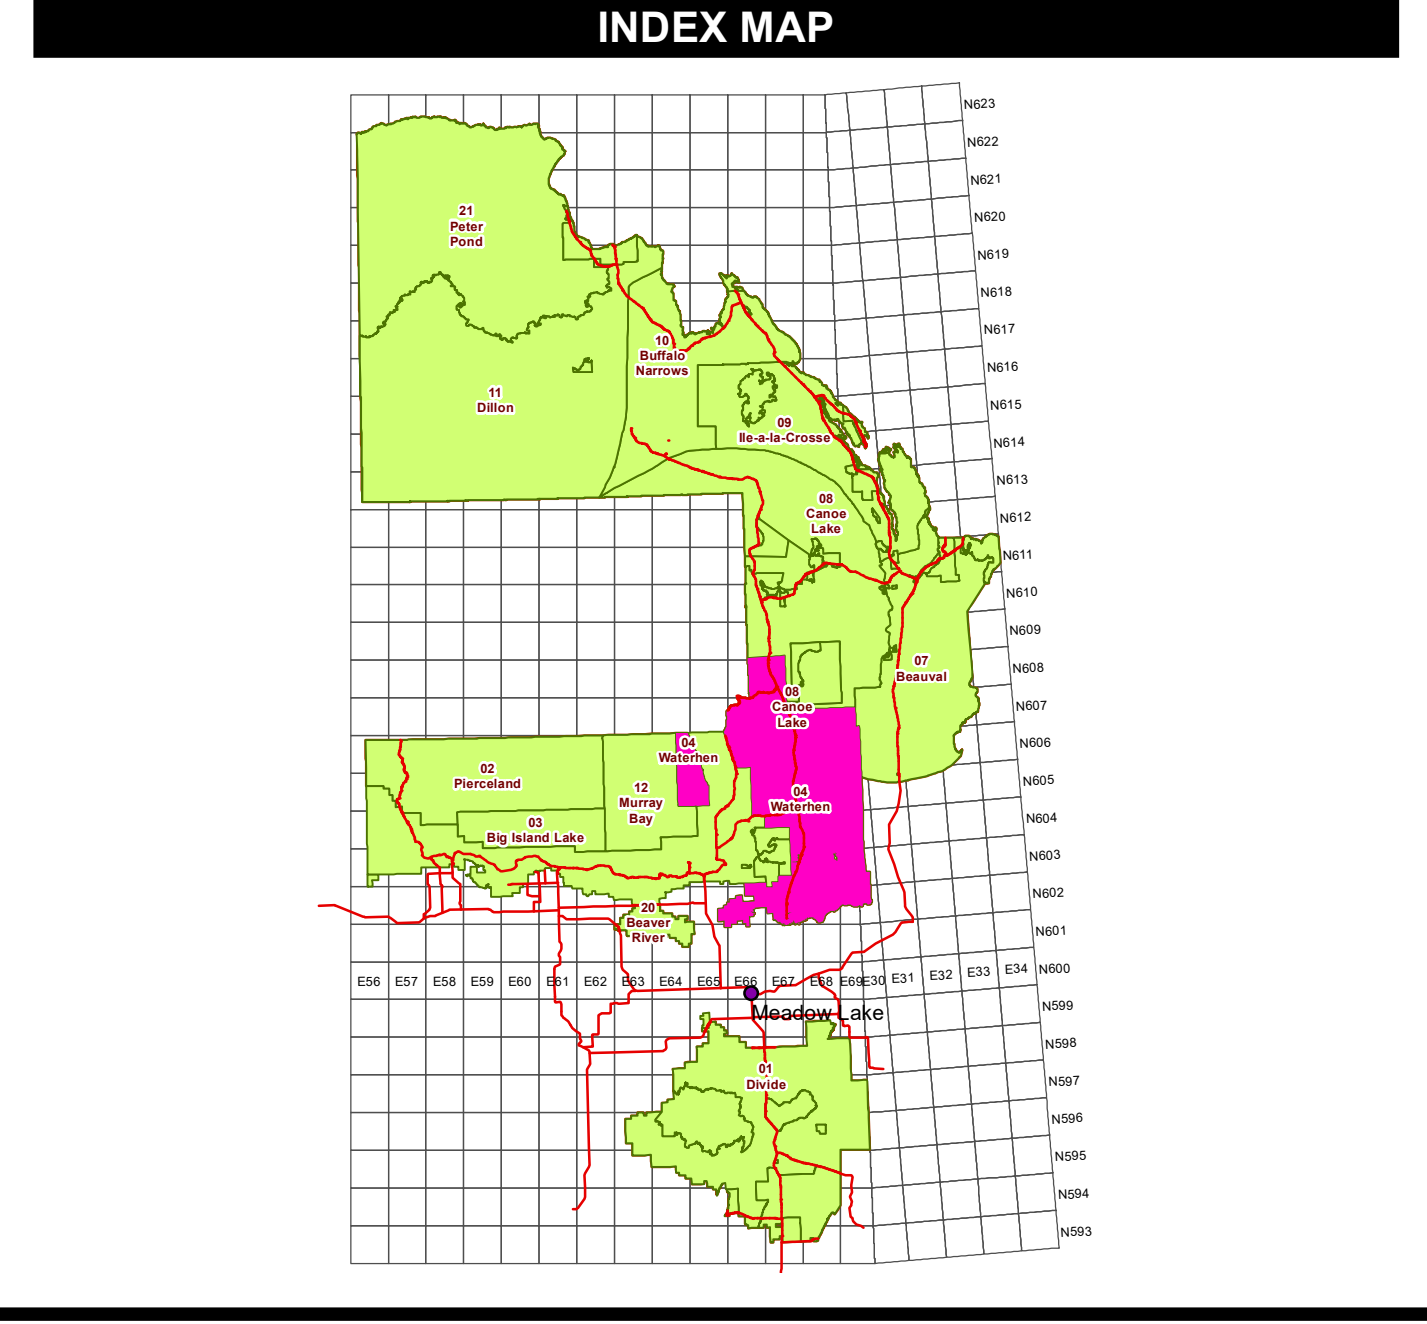 INDEX MAP
N623
N622
N621
N620
N619
N618
N617
N616
N615
N614
N613
N612
N611
N610
N609
N608
N607
N606
N605
N604
N603
N602
N601
N600
N599
N598
N597
N596
N595
N594
N593
21
Peter
Pond
11
Dillon
10
Buffalo
Narrows
09
Ile-a-la-Crosse
08
Canoe
Lake
07
Beauval
08
Canoe
Lake
04
Waterhen
04
Waterhen
02
Pierceland
12
Murray
Bay
03
Big Island Lake
20
Beaver
River
E56 E57 E58 E59 E60 E61 E62 E63 E64 E65 E66 E67 E68 E69 E30 E31 E32 E33 E34
Meadow Lake
01
Divide